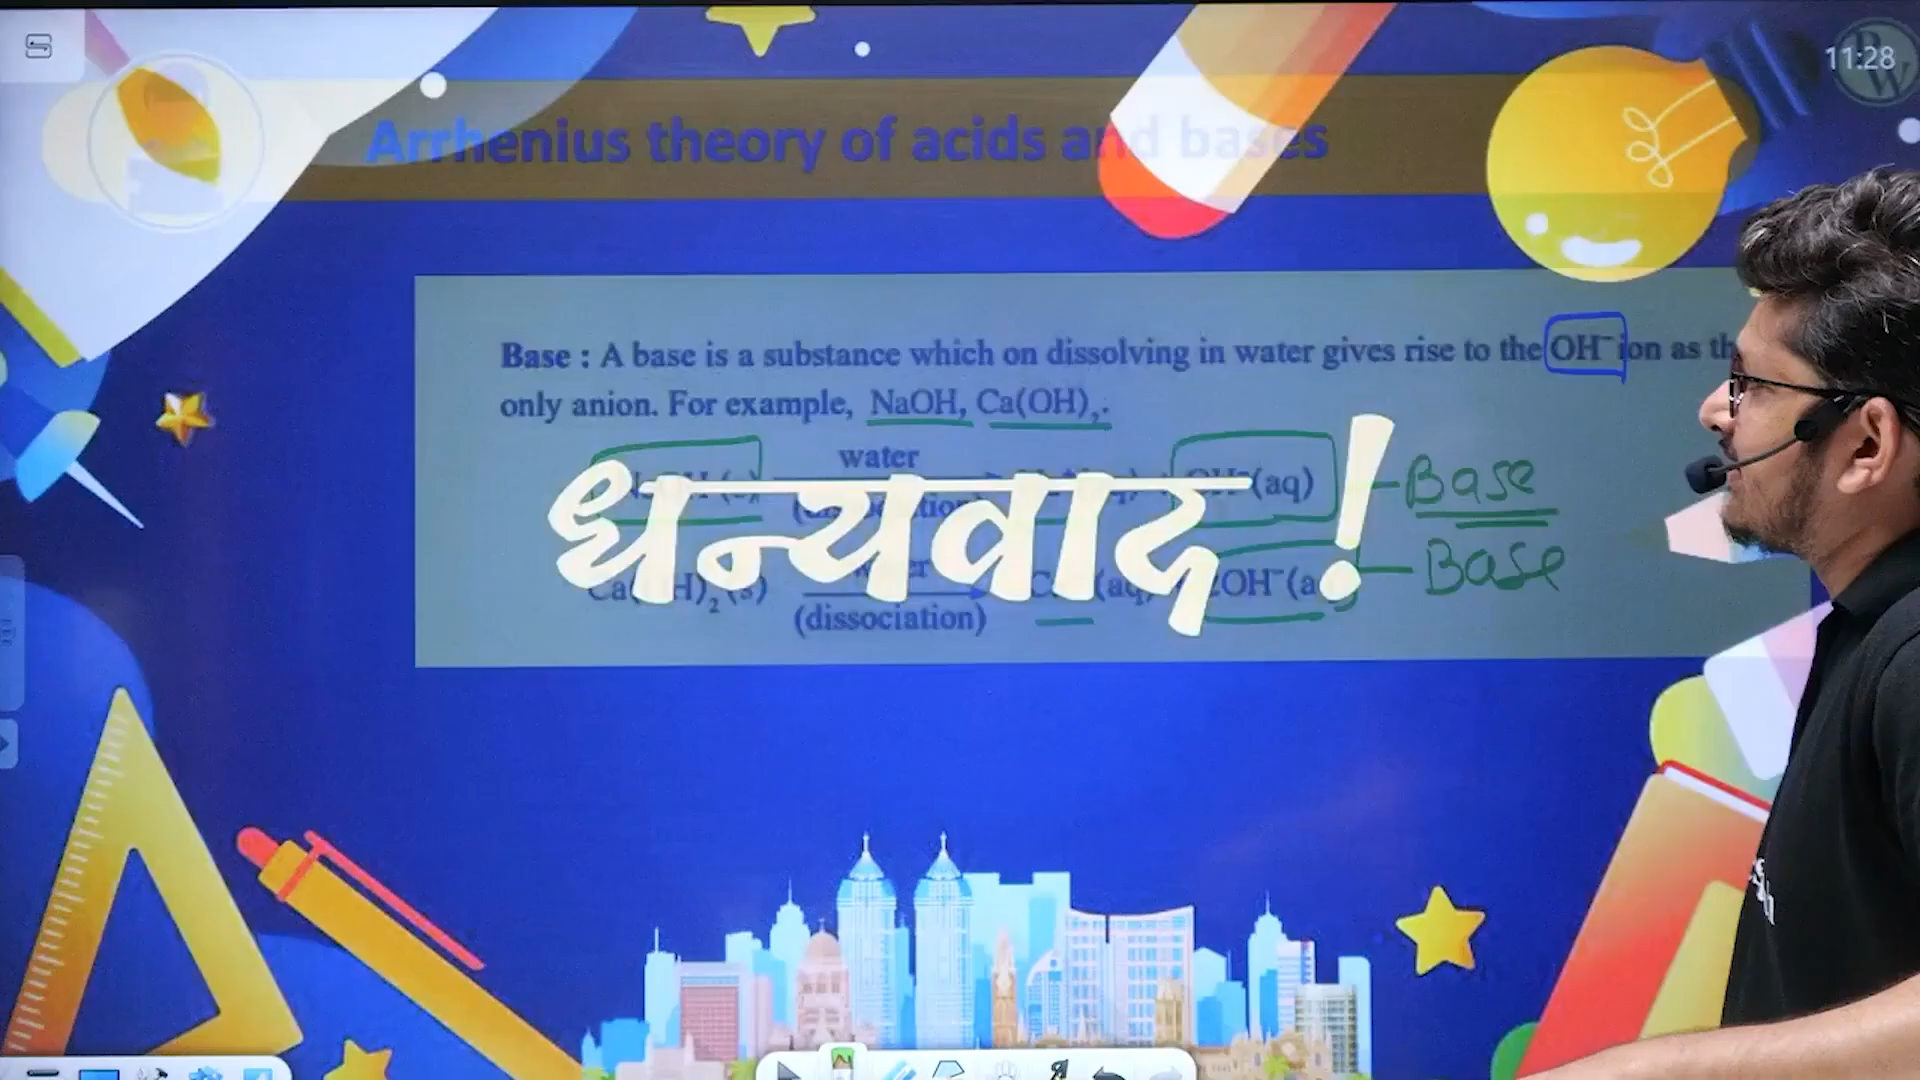 11:28
Arrhenius theory of acids and bases
Base : A base is a substance which on dissolving in water gives rise to the OH⁻ ion as
only anion. For example, NaOH, Ca(OH)₂.
water
(aq) Base
धन्यवाद !
Base
(dissociation)